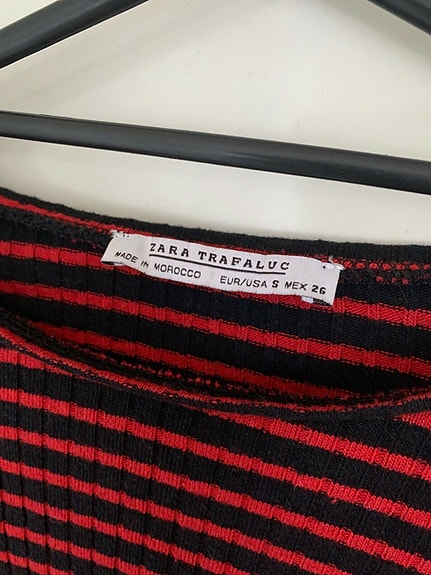 ZARA TRAFALUC
MADE IN MOROCCO EUR/USA S MEX 26